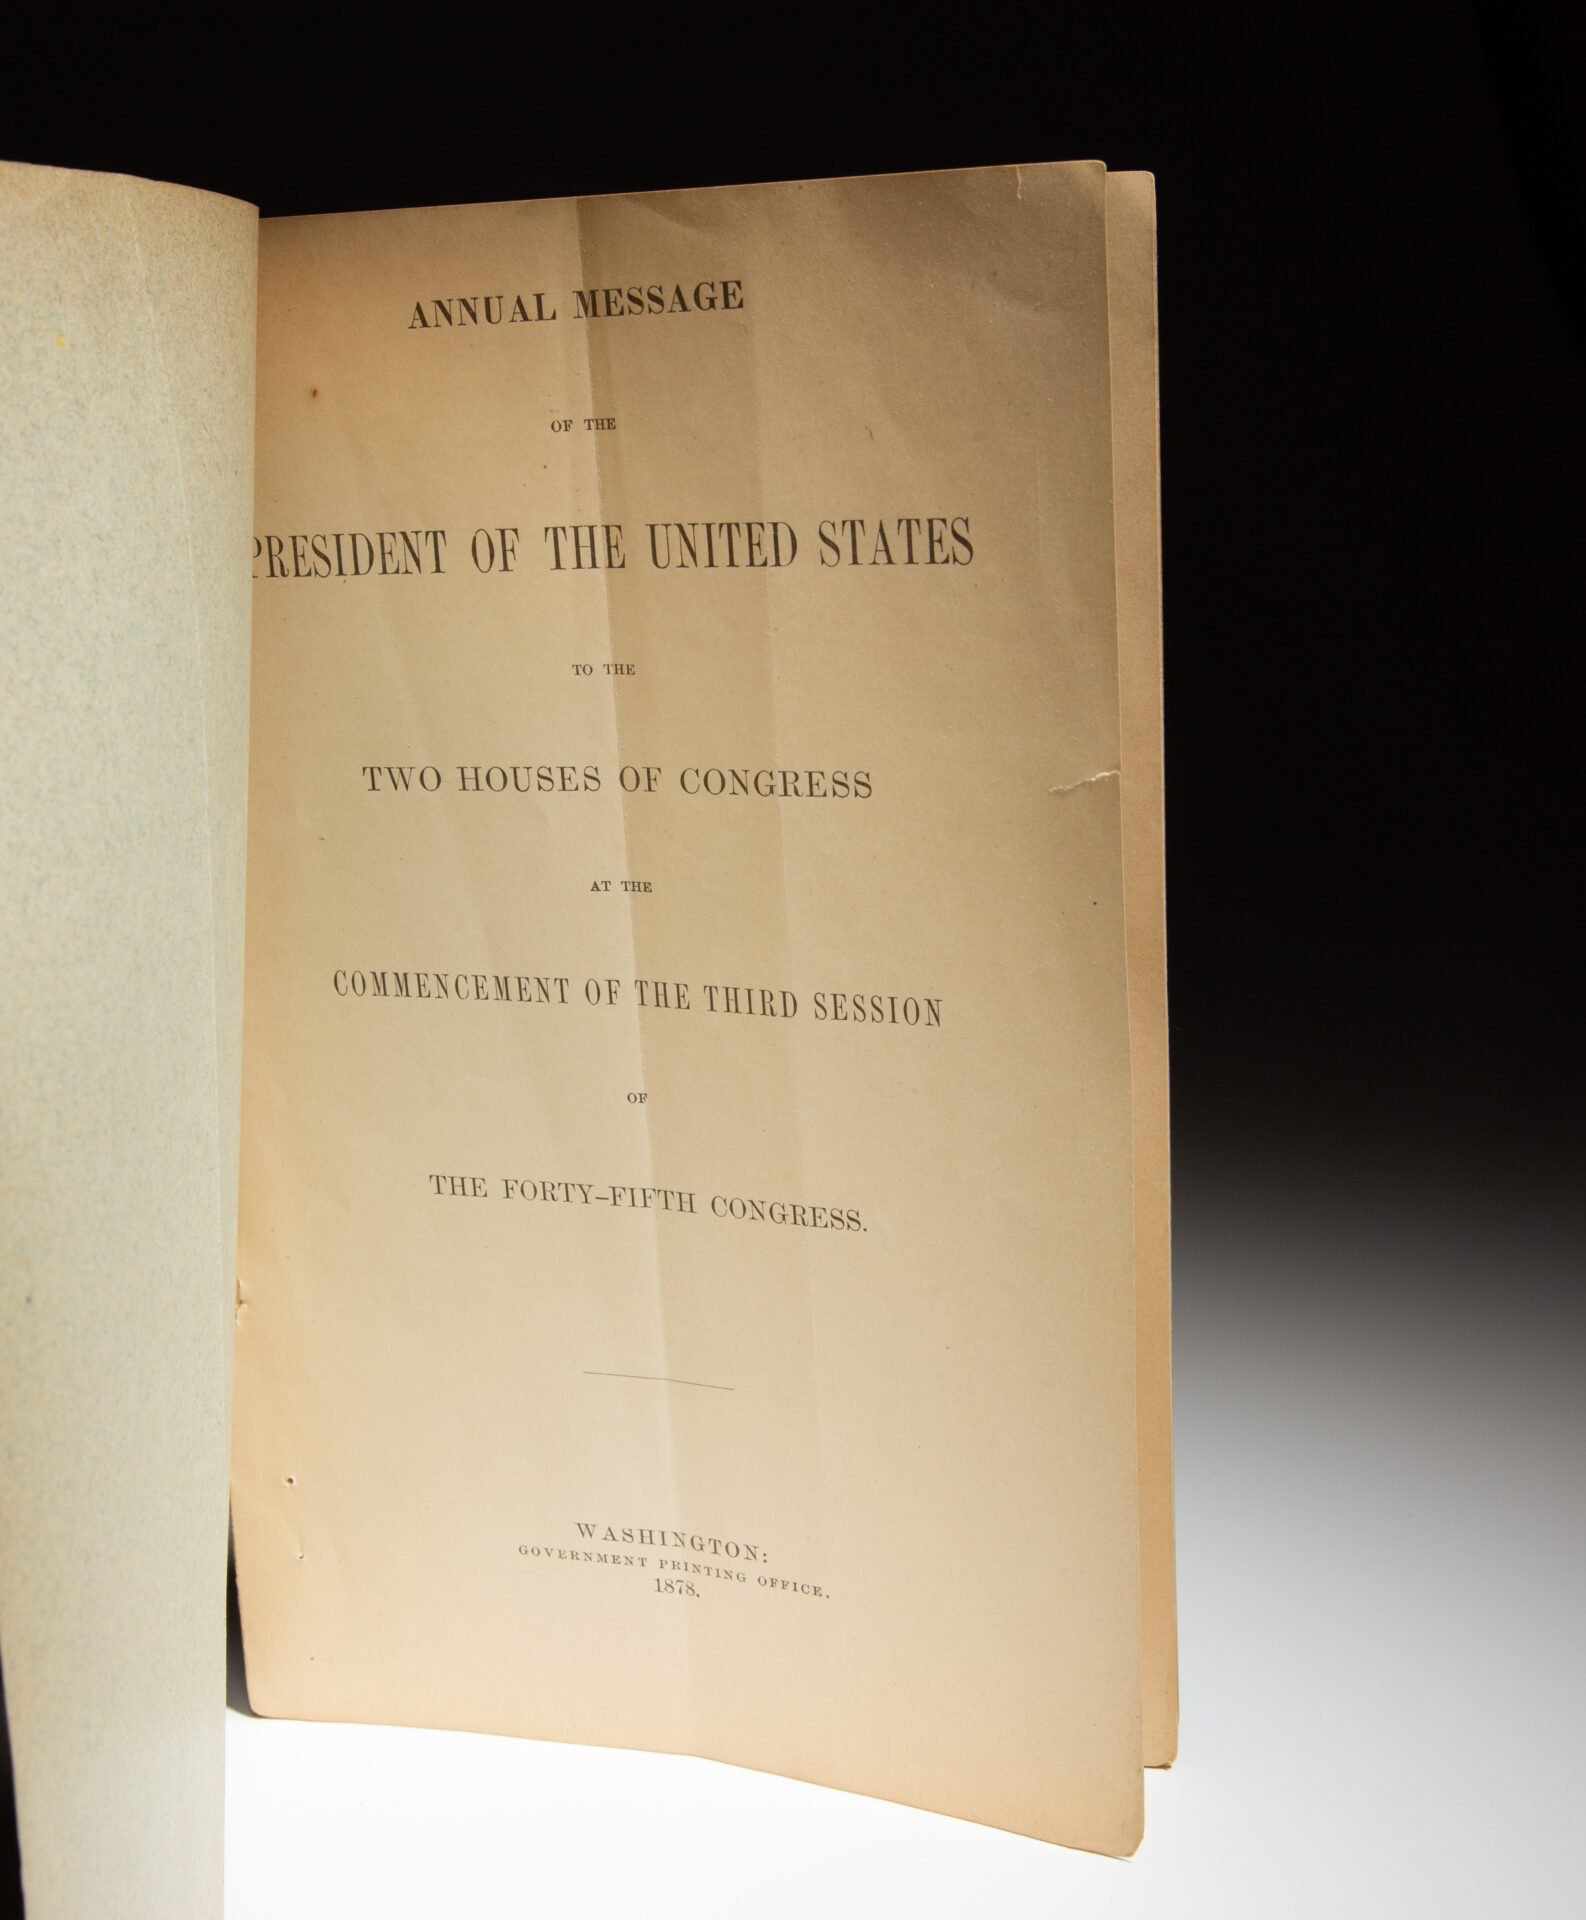 ANNUAL MESSAGE
OF THE
PRESIDENT OF THE UNITED STATES
TO THE
TWO HOUSES OF CONGRESS
AT THE
COMMENCEMENT OF THE THIRD SESSION
OF
THE FORTY-FIFTH CONGRESS.
WASHINGTON:
GOVERNMENT PRINTING OFFICE.
1878.